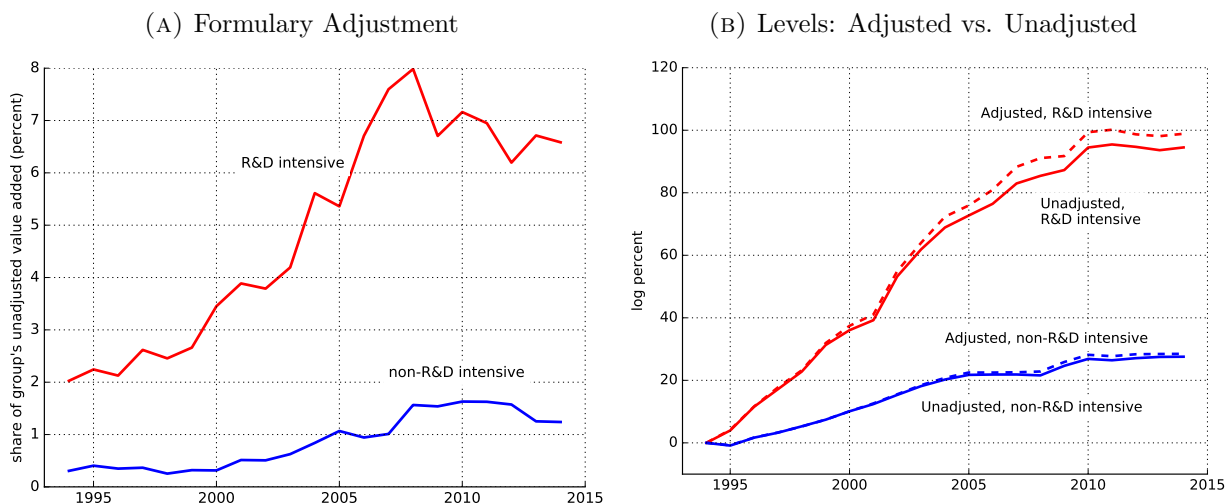 (A) Formulary Adjustment
share of group's unadjusted value added (percent)
8
7
6
5
4
3
2
1
0
R&D intensive
non-R&D intensive
1995
2000
2005
2010
2015
(B) Levels: Adjusted vs. Unadjusted
log percent
120
100
80
60
40
20
0
Adjusted, R&D intensive
Unadjusted,
R&D intensive
Adjusted, non-R&D intensive
Unadjusted, non-R&D intensive
1995
2000
2005
2010
2015